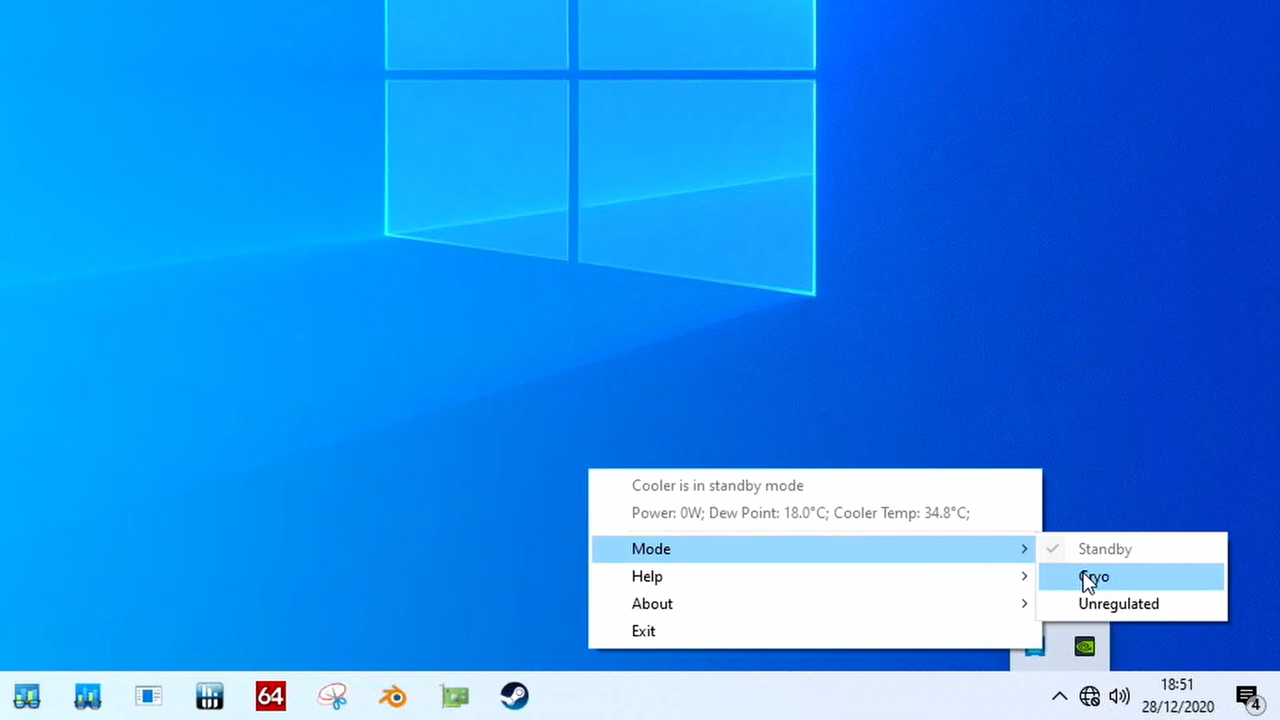 Cooler is in standby mode
Power: 0W; Dew Point: 18.0°C; Cooler Temp: 34.8°C;
Mode
Help
About
Exit
Standby
Cryo
Unregulated
64
18:51
28/12/2020
4